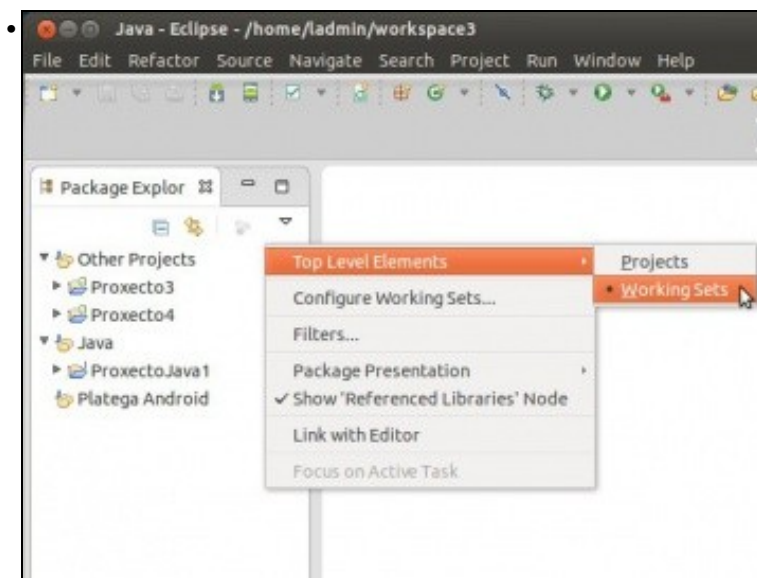 Java - Eclipse - /home/ladmin/workspace3
File Edit Refactor Source Navigate Search Project Run Window Help
Package Explor
Other Projects
Proxecto3
Proxecto4
Java
ProxectoJava1
Platega Android
Top Level Elements
Configure Working Sets...
Filters...
Package Presentation
Show 'Referenced Libraries' Node
Link with Editor
Focus on Active Task
Projects
Working Sets